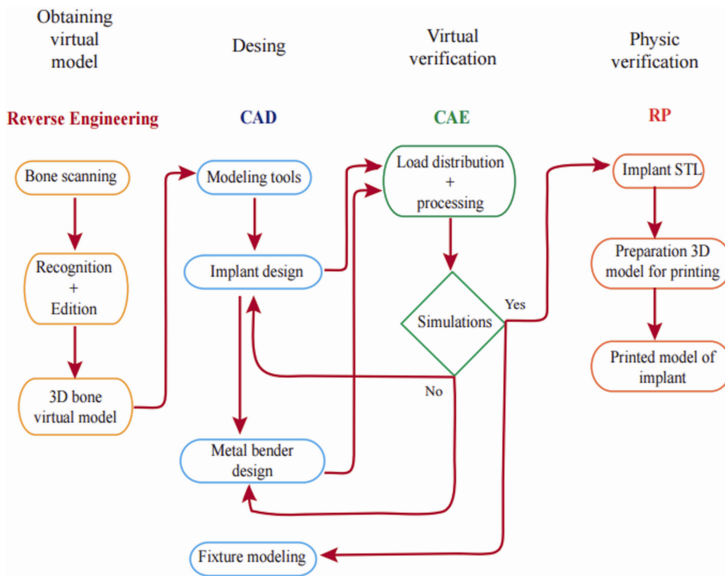 Obtaining
virtual
model
Reverse Engineering
Bone scanning
Recognition
+
Edition
3D bone
virtual model
Desing
CAD
Modeling tools
Implant design
Metal bender
design
Fixture modeling
Virtual
verification
CAE
Load distribution
+
processing
Simulations
Yes
No
Physic
verification
RP
Implant STL
Preparation 3D
model for printing
Printed model of
implant